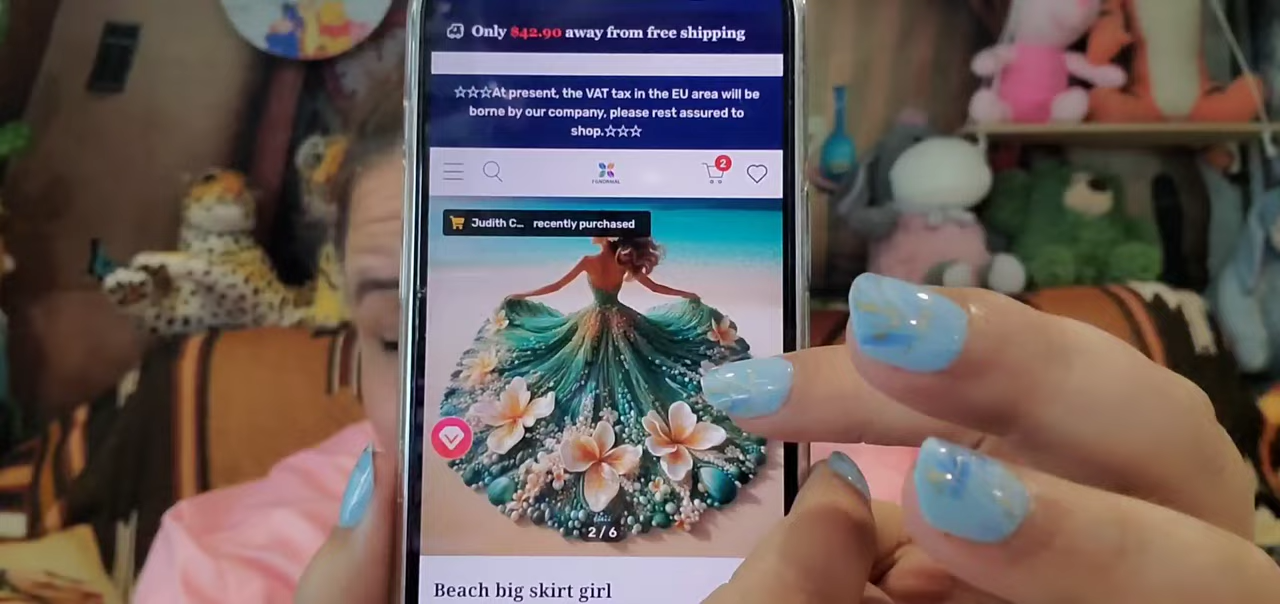 Only $42.90 away from free shipping
☆☆☆At present, the VAT tax in the EU area will be
borne by our company, please rest assured to
shop.☆☆☆
2
Judith C... recently purchased
2 / 6
Beach big skirt girl